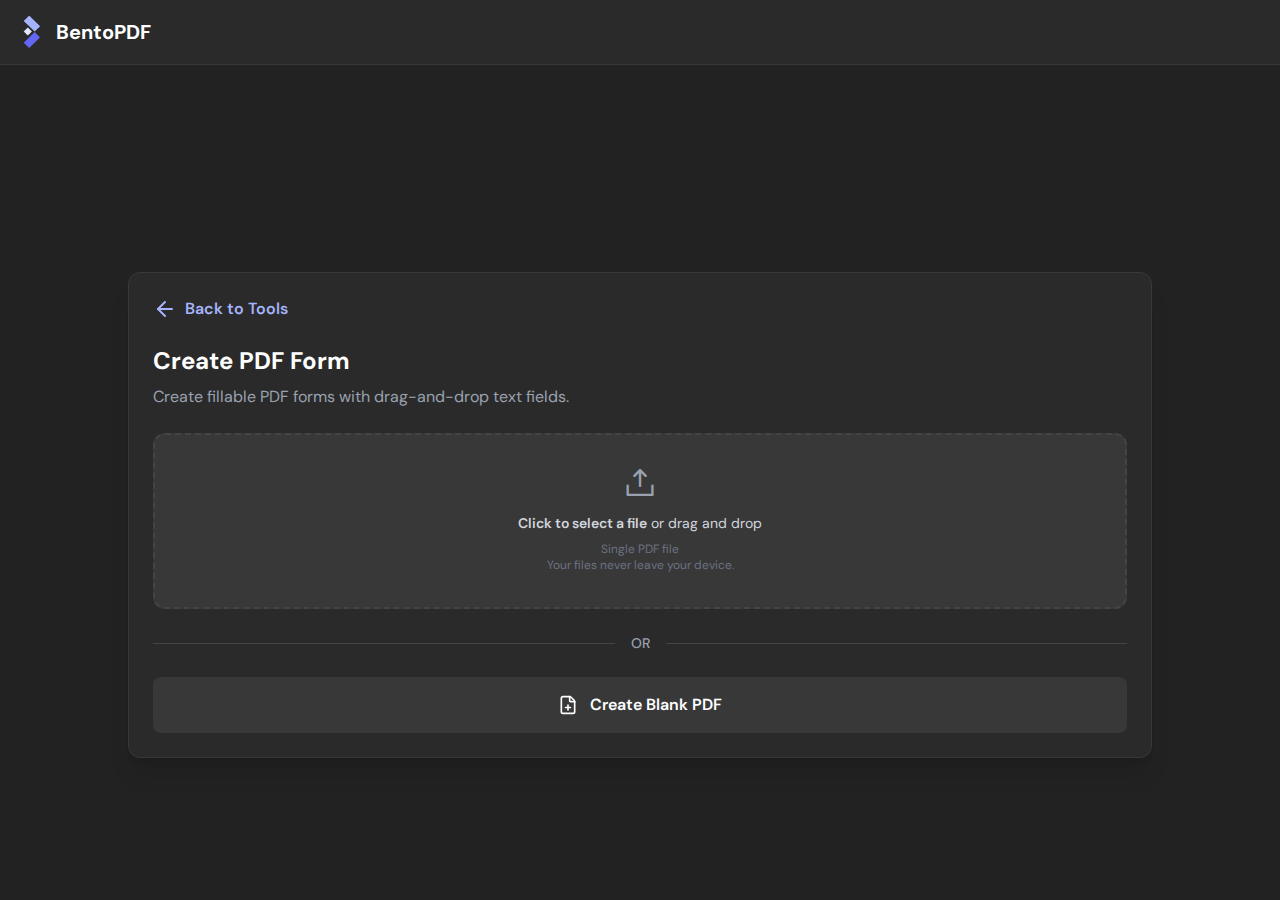 BentoPDF
Back to Tools
Create PDF Form
Create fillable PDF forms with drag-and-drop text fields.
Click to select a file or drag and drop
Single PDF file
Your files never leave your device.
OR
Create Blank PDF